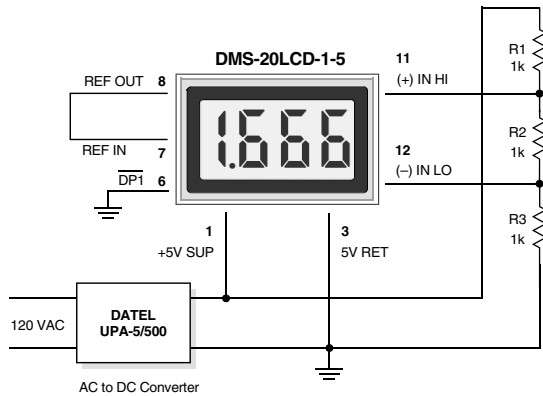 DMS-20LCD-1-5
REF OUT 8
REF IN 7
DP1 6
1.666
11
(+) IN HI
12
(–) IN LO
R1
1k
R2
1k
R3
1k
1
+5V SUP
3
5V RET
120 VAC
DATEL
UPA-5/500
AC to DC Converter